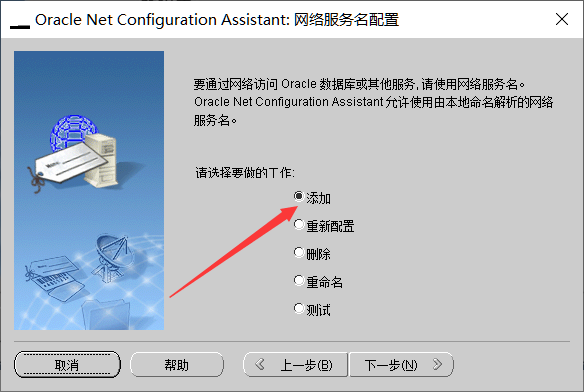 Oracle Net Configuration Assistant: 网络服务名配置
要通过网络访问 Oracle 数据库或其他服务, 请使用网络服务名。
Oracle Net Configuration Assistant 允许使用由本地命名解析的网络
服务名。
请选择要做的工作:
添加
重新配置
删除
重命名
测试
取消 帮助 上一步(B) 下一步(N)